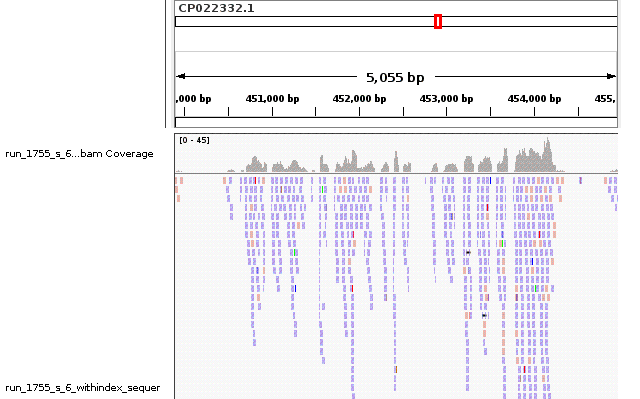 CP022332.1
5,055 bp
,000 bp 451,000 bp 452,000 bp 453,000 bp 454,000 bp 455,
[0 - 45]
run_1755_s_6...bam Coverage
run_1755_s_6_withindex_sequer